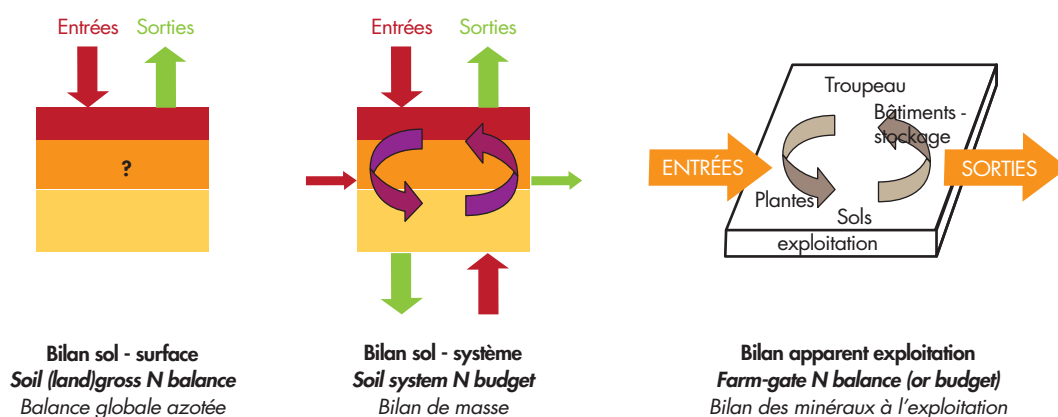 Entrées Sorties
?
Bilan sol - surface
Soil (land)gross N balance
Balance globale azotée
Entrées Sorties
Bilan sol - système
Soil system N budget
Bilan de masse
Troupeau
Bâtiments -
stockage
ENTRÉES
SORTIES
Plantes
Sols
exploitation
Bilan apparent exploitation
Farm-gate N balance (or budget)
Bilan des minéraux à l'exploitation